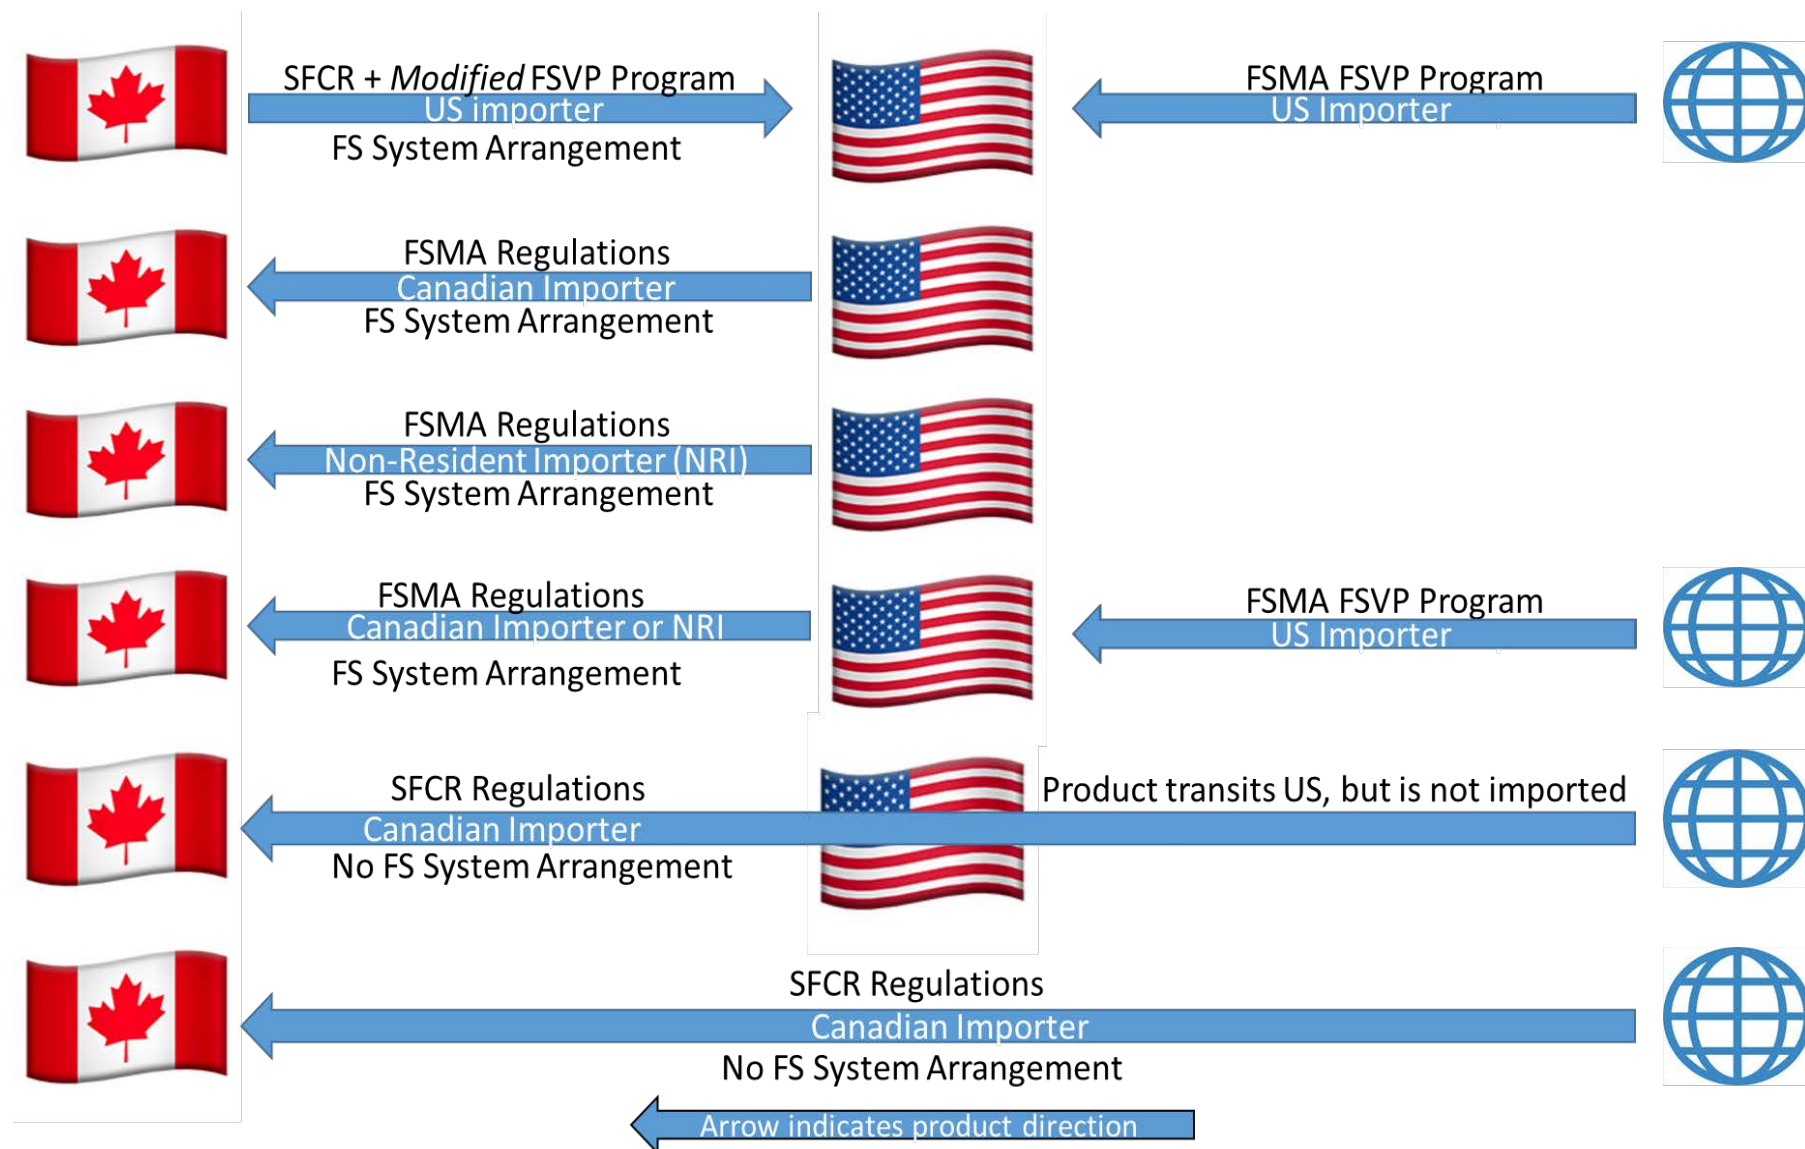 SFCR + Modified FSVP Program
US importer
FS System Arrangement
FSMA FSVP Program
US Importer
FSMA Regulations
Canadian Importer
FS System Arrangement
FSMA Regulations
Non-Resident Importer (NRI)
FS System Arrangement
FSMA Regulations
Canadian Importer or NRI
FS System Arrangement
FSMA FSVP Program
US Importer
SFCR Regulations
Canadian Importer
No FS System Arrangement
Product transits US, but is not imported
SFCR Regulations
Canadian Importer
No FS System Arrangement
Arrow indicates product direction